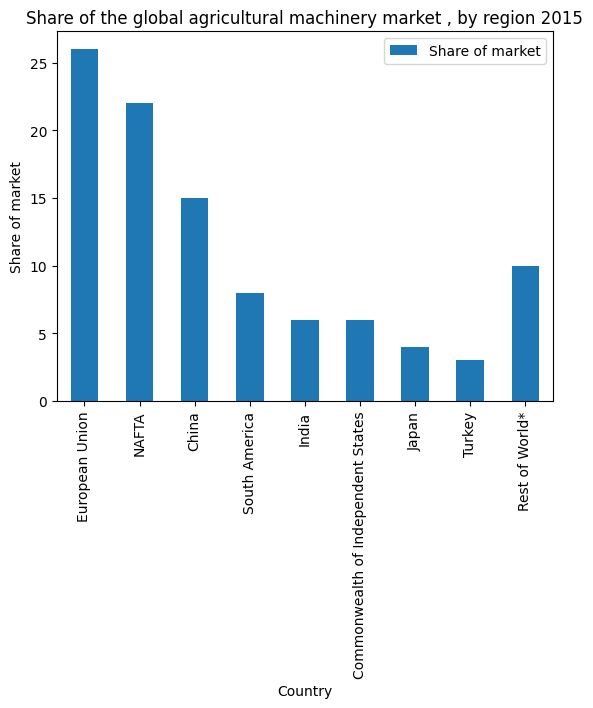 Share of the global agricultural machinery market , by region 2015
Share of market
Share of market
25
20
15
10
5
0
European Union
NAFTA
China
South America
India
Commonwealth of Independent States
Japan
Turkey
Rest of World*
Country